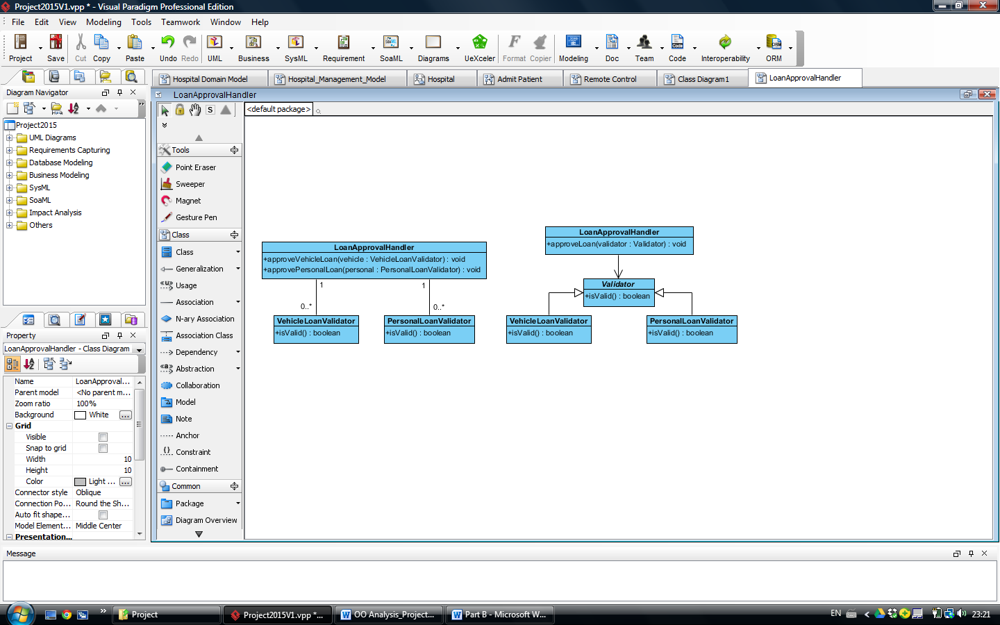 Project2015V1.vpp * - Visual Paradigm Professional Edition
File Edit View Modeling Tools Teamwork Window Help
Project Save Cut Copy Paste Undo Redo UML Business SysML Requirement SoaML Diagrams UeXceler Format Copier Modeling Doc Team Code Interoperability ORM
Hospital Domain Model Hospital_Management_Model Hospital Admit Patient Remote Control Class Diagram1 LoanApprovalHandler
Diagram Navigator
Project2015
UML Diagrams
Requirements Capturing
Database Modeling
Business Modeling
SysML
SoaML
Impact Analysis
Others
Property
LoanApprovalHandler - Class Diagram
Name LoanApproval...
Parent model <No parent m...
Zoom ratio 100%
Background White ...
Grid
Visible
Snap to grid
Width 10
Height 10
Color Light ... ...
Connector style Oblique
Connection Po... Round the Sh...
Auto fit shape...
Model Element... Middle Center
Presentation...
LoanApprovalHandler
S
<default package>
Tools
Point Eraser
Sweeper
Magnet
Gesture Pen
Class
Class
Generalization
Usage
Association
N-ary Association
Association Class
Dependency
Abstraction
Collaboration
Model
Note
Anchor
Constraint
Containment
Common
Package
Diagram Overview
LoanApprovalHandler
+approveVehicleLoan(vehicle : VehicleLoanValidator) : void
+approvePersonalLoan(personal : PersonalLoanValidator) : void
1 1
0..* 0..*
VehicleLoanValidator
+isValid() : boolean
PersonalLoanValidator
+isValid() : boolean
LoanApprovalHandler
+approveLoan(validator : Validator) : void
Validator
+isValid() : boolean
VehicleLoanValidator
+isValid() : boolean
PersonalLoanValidator
+isValid() : boolean
Message
Project Project2015V1.vpp *... OO Analysis_Project... Part B - Microsoft W... EN 23:21